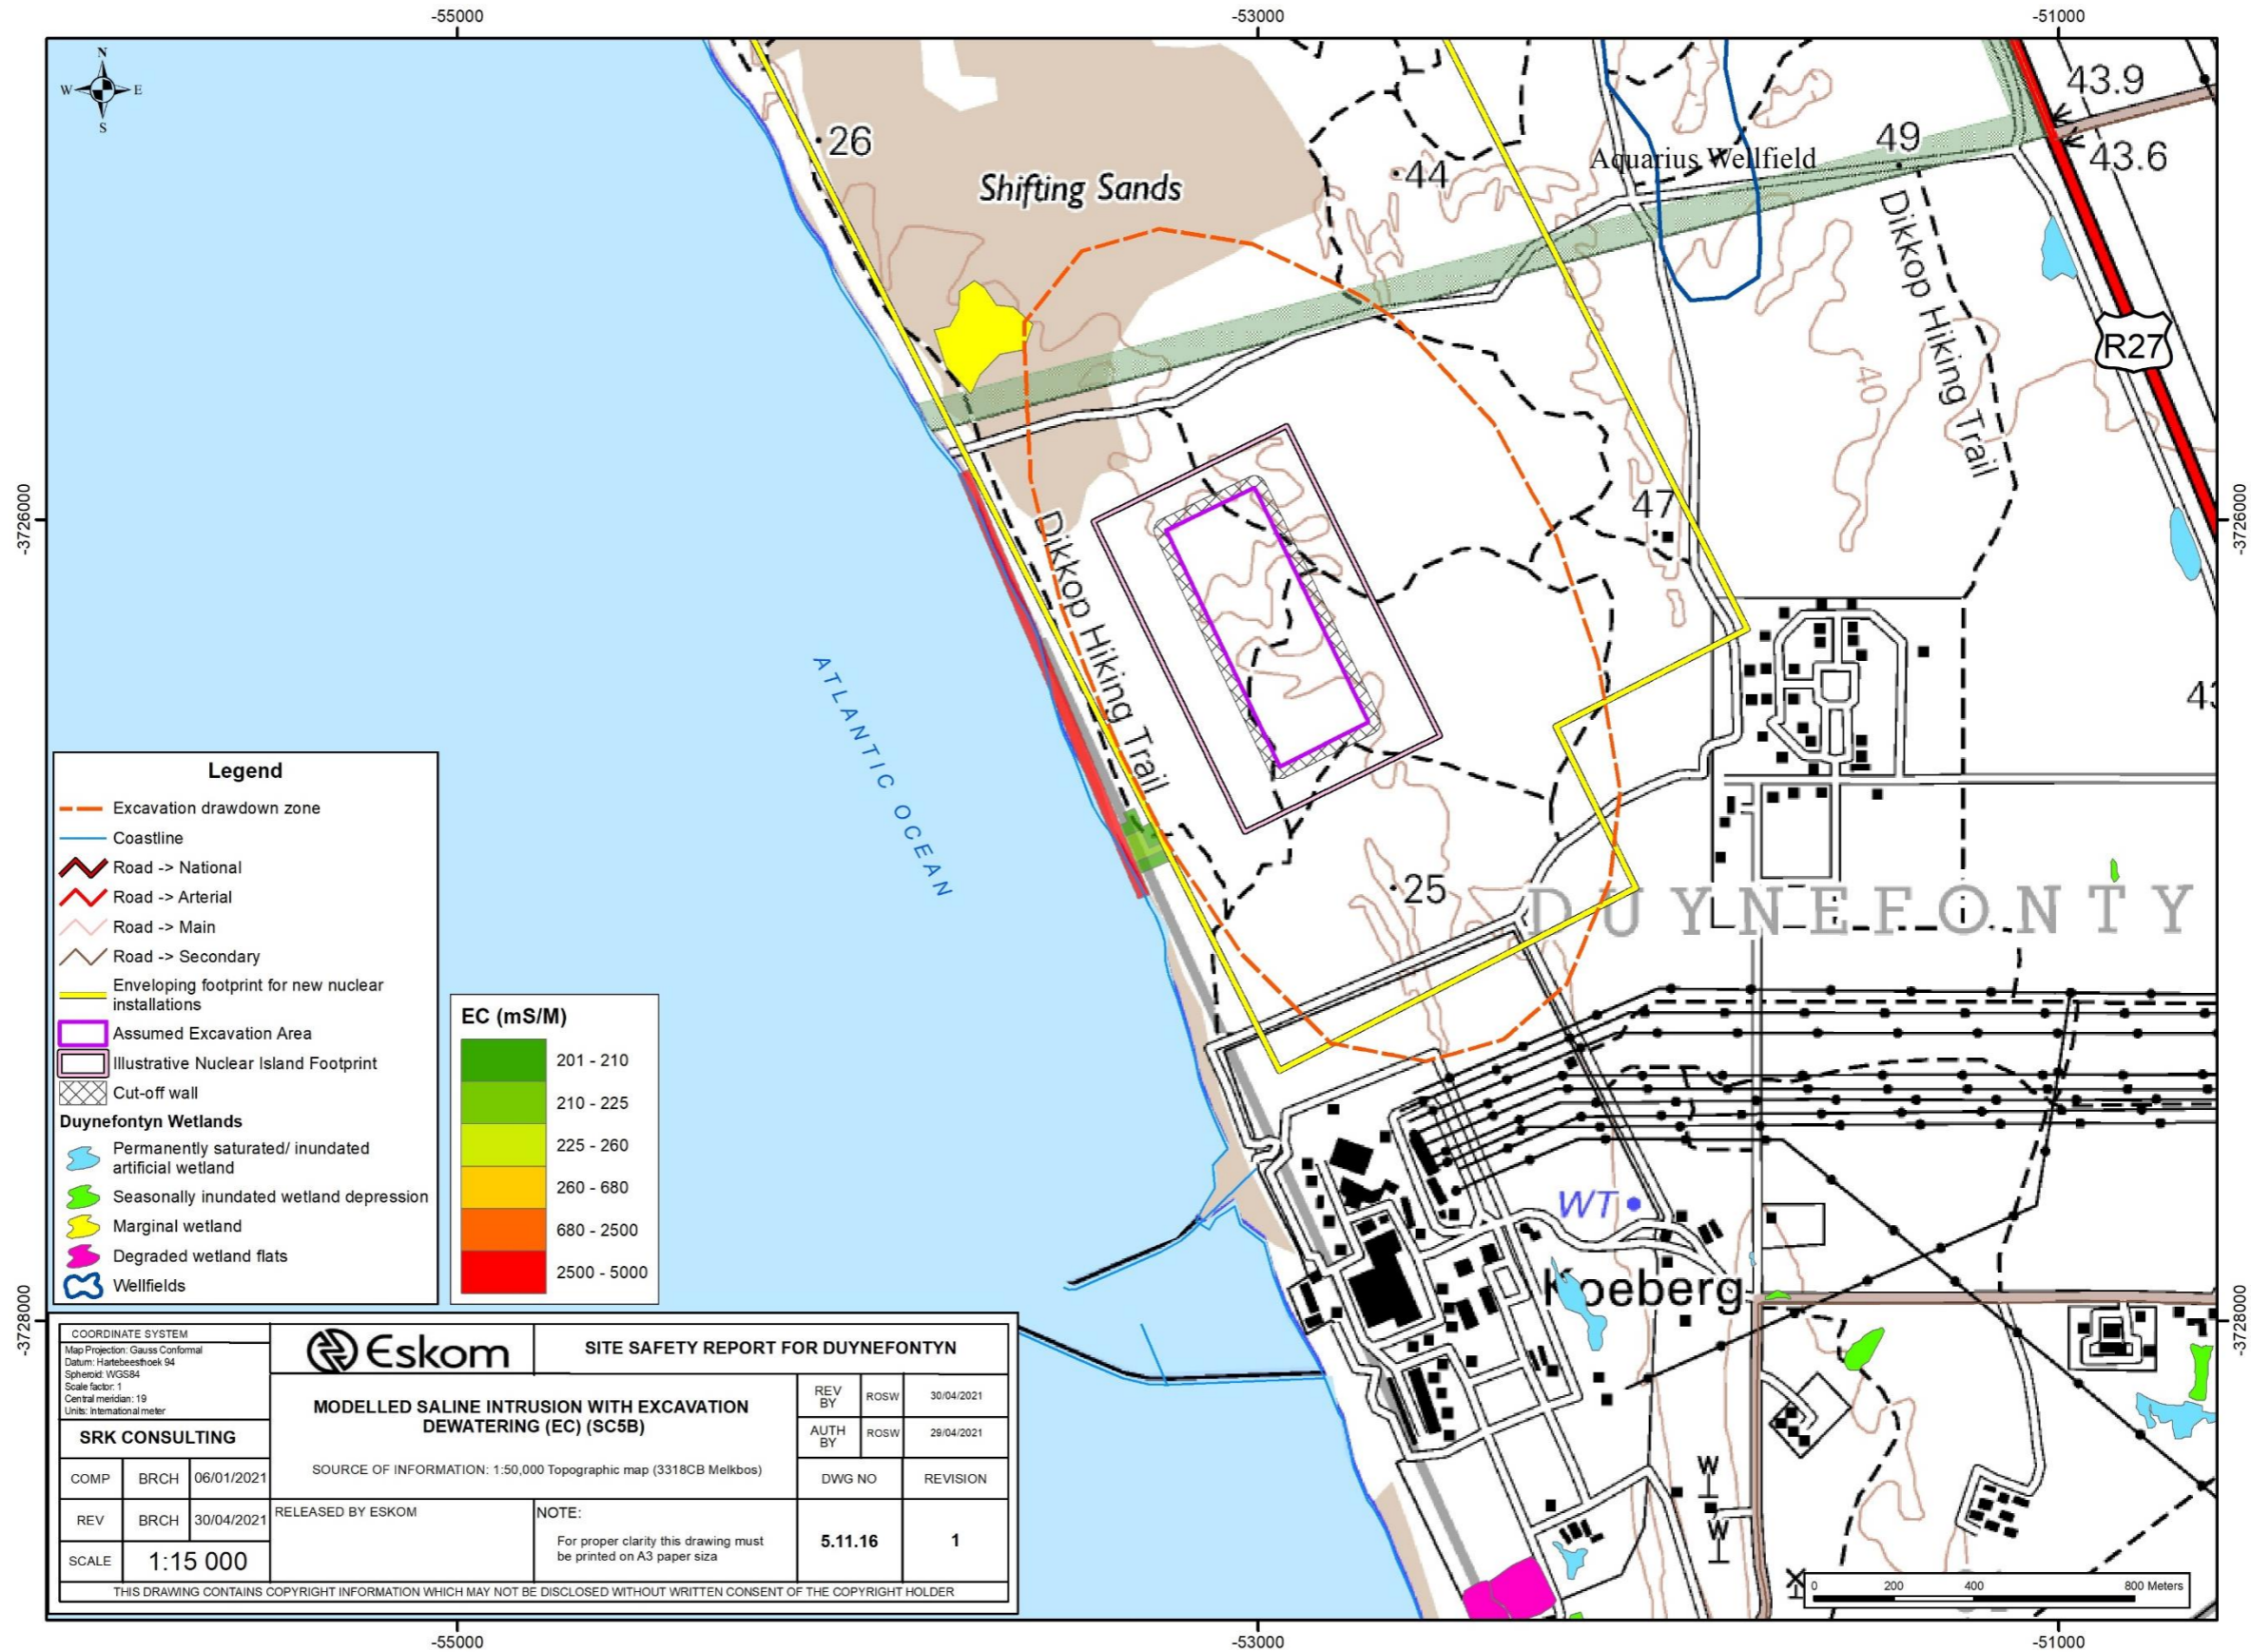 -55000
-53000
-51000
N
W
E
S
26
Shifting Sands
44
Aquarius Wellfield
49
43.9
43.6
Dikkop Hiking Trail
R27
40
-3726000
-3726000
47
Dikkop Hiking Trail
ATLANTIC OCEAN
25
DUYNEFONTY
WT
Koeberg
W
W
Legend
Excavation drawdown zone
Coastline
Road -> National
Road -> Arterial
Road -> Main
Road -> Secondary
Enveloping footprint for new nuclear
installations
Assumed Excavation Area
Illustrative Nuclear Island Footprint
Cut-off wall
Duynefontyn Wetlands
Permanently saturated/ inundated
artificial wetland
Seasonally inundated wetland depression
Marginal wetland
Degraded wetland flats
Wellfields
EC (mS/M)
201 - 210
210 - 225
225 - 260
260 - 680
680 - 2500
2500 - 5000
-3728000
-3728000
COORDINATE SYSTEM
Map Projection: Gauss Conformal
Datum: Hartebeesthoek 94
Spheroid: WGS84
Scale factor: 1
Central meridian: 19
Units: International meter
SRK CONSULTING
COMP BRCH 06/01/2021
REV BRCH 30/04/2021
SCALE 1:15 000
Eskom
SITE SAFETY REPORT FOR DUYNEFONTYN
MODELLED SALINE INTRUSION WITH EXCAVATION
DEWATERING (EC) (SC5B)
SOURCE OF INFORMATION: 1:50,000 Topographic map (3318CB Melkbos)
REV BY ROSW 30/04/2021
AUTH BY ROSW 29/04/2021
DWG NO REVISION
5.11.16 1
RELEASED BY ESKOM
NOTE:
For proper clarity this drawing must
be printed on A3 paper siza
THIS DRAWING CONTAINS COPYRIGHT INFORMATION WHICH MAY NOT BE DISCLOSED WITHOUT WRITTEN CONSENT OF THE COPYRIGHT HOLDER
0 200 400 800 Meters
-55000
-53000
-51000